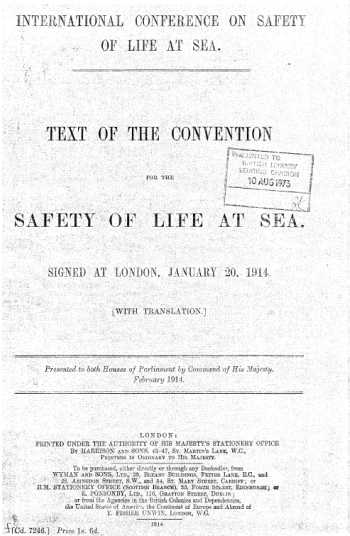 INTERNATIONAL CONFERENCE ON SAFETY
OF LIFE AT SEA.
TEXT OF THE CONVENTION
PRESENTED TO
BRITISH LIBRARY
LENDING DIVISION
10 AUG 1973
FOR THE
SAFETY OF LIFE AT SEA.
SIGNED AT LONDON, JANUARY 20, 1914.
[WITH TRANSLATION.]
Presented to both Houses of Parliament by Command of His Majesty.
February 1914.
LONDON:
PRINTED UNDER THE AUTHORITY OF HIS MAJESTY'S STATIONERY OFFICE
BY HARRISON AND SONS, 45-47, ST. MARTIN'S LANE, W.C.,
PRINTERS IN ORDINARY TO HIS MAJESTY.
To be purchased, either directly or through any Bookseller, from
WYMAN AND SONS, LTD., 29, BREAMS BUILDINGS, FETTER LANE, E.C., and
28, ABINGDON STREET, S.W., and 54, ST. MARY STREET, CARDIFF; or
H.M. STATIONERY OFFICE (SCOTTISH BRANCH), 23, FORTH STREET, EDINBURGH; or
E. PONSONBY, LTD., 116, GRAFTON STREET, DUBLIN;
or from the Agencies in the British Colonies and Dependencies,
the United States of America, the Continent of Europe and Abroad of
T. FISHER UNWIN, LONDON, W.C.
1914
[Cd. 7246.] Price 1s. 6d.